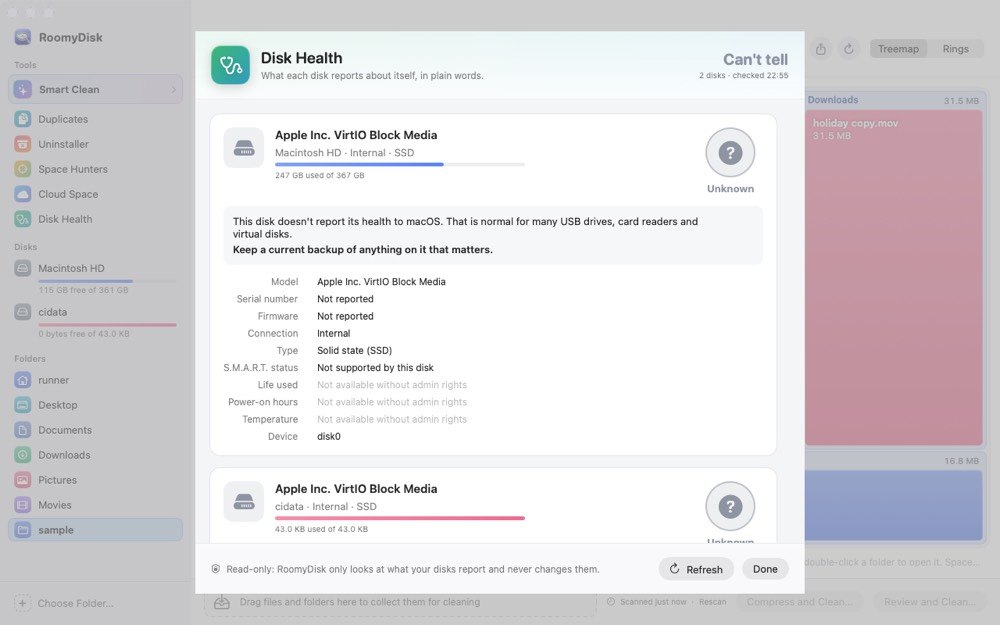 RoomyDisk
Tools
Smart Clean
Duplicates
Uninstaller
Space Hunters
Cloud Space
Disk Health
Disks
Macintosh HD
115 GB free of 361 GB
cidata
0 bytes free of 43.0 KB
Folders
runner
Desktop
Documents
Downloads
Pictures
Movies
sample
Choose Folder...
Disk Health
What each disk reports about itself, in plain words.
Can't tell
2 disks · checked 22:55
Apple Inc. VirtIO Block Media
Macintosh HD · Internal · SSD
247 GB used of 367 GB
?
Unknown
This disk doesn't report its health to macOS. That is normal for many USB drives, card readers and
virtual disks.
Keep a current backup of anything on it that matters.
Model Apple Inc. VirtIO Block Media
Serial number Not reported
Firmware Not reported
Connection Internal
Type Solid state (SSD)
S.M.A.R.T. status Not supported by this disk
Life used Not available without admin rights
Power-on hours Not available without admin rights
Temperature Not available without admin rights
Device disk0
Apple Inc. VirtIO Block Media
cidata · Internal · SSD
43.0 KB used of 43.0 KB
?
Unknown
Read-only: RoomyDisk only looks at what your disks report and never changes them.
Refresh
Done
Treemap
Rings
Downloads 31.5 MB
holiday copy.mov
31.5 MB
16.8 MB
double-click a folder to open it. Space...
Drag files and folders here to collect them for cleaning
Scanned just now · Rescan
Compress and Clean...
Review and Clean...